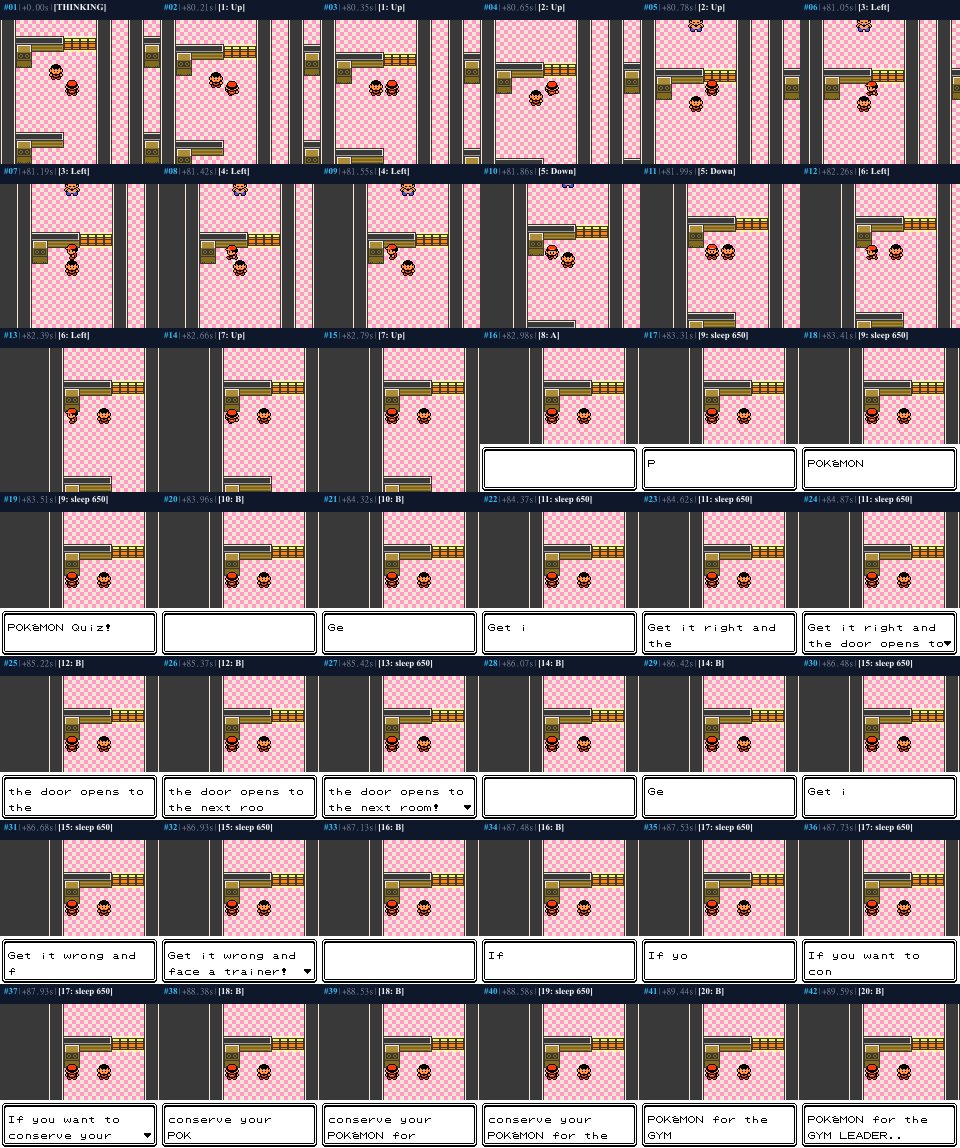 #01|+0.00s|[THINKING]
#02|+80.21s|[1: Up]
#03|+80.35s|[1: Up]
#04|+80.65s|[2: Up]
#05|+80.78s|[2: Up]
#06|+81.05s|[3: Left]
#07|+81.19s|[3: Left]
#08|+81.42s|[4: Left]
#09|+81.55s|[4: Left]
#10|+81.86s|[5: Down]
#11|+81.99s|[5: Down]
#12|+82.26s|[6: Left]
#13|+82.39s|[6: Left]
#14|+82.66s|[7: Up]
#15|+82.79s|[7: Up]
#16|+82.98s|[8: A]
#17|+83.31s|[9: sleep 650]
P
#18|+83.41s|[9: sleep 650]
POKéMON
#19|+83.51s|[9: sleep 650]
POKéMON Quiz!
#20|+83.96s|[10: B]
#21|+84.32s|[10: B]
Ge
#22|+84.37s|[11: sleep 650]
Get i
#23|+84.62s|[11: sleep 650]
Get it right and
the
#24|+84.87s|[11: sleep 650]
Get it right and
the door opens to▼
#25|+85.22s|[12: B]
the door opens to
the
#26|+85.37s|[12: B]
the door opens to
the next roo
#27|+85.42s|[13: sleep 650]
the door opens to
the next room! ▼
#28|+86.07s|[14: B]
#29|+86.42s|[14: B]
Ge
#30|+86.48s|[15: sleep 650]
Get i
#31|+86.68s|[15: sleep 650]
Get it wrong and
f
#32|+86.93s|[15: sleep 650]
Get it wrong and
face a trainer! ▼
#33|+87.13s|[16: B]
#34|+87.48s|[16: B]
If
#35|+87.53s|[17: sleep 650]
If yo
#36|+87.73s|[17: sleep 650]
If you want to
con
#37|+87.93s|[17: sleep 650]
If you want to
conserve your ▼
#38|+88.38s|[18: B]
conserve your
POK
#39|+88.53s|[18: B]
conserve your
POKéMON for
#40|+88.58s|[19: sleep 650]
conserve your
POKéMON for the
#41|+89.44s|[20: B]
POKéMON for the
GYM
#42|+89.59s|[20: B]
POKéMON for the
GYM LEADER..